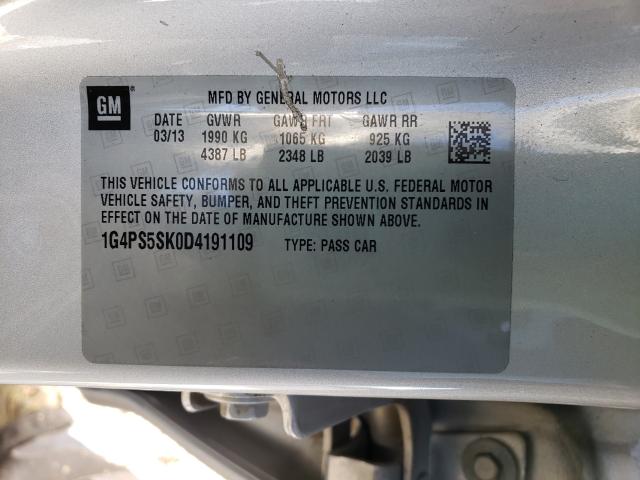 GM
MFD BY GENERAL MOTORS LLC
DATE GVWR GAWR FRT GAWR RR
03/13 1990 KG 1065 KG 925 KG
4387 LB 2348 LB 2039 LB
THIS VEHICLE CONFORMS TO ALL APPLICABLE U.S. FEDERAL MOTOR
VEHICLE SAFETY, BUMPER, AND THEFT PREVENTION STANDARDS IN
EFFECT ON THE DATE OF MANUFACTURE SHOWN ABOVE.
1G4PS5SK0D4191109 TYPE: PASS CAR